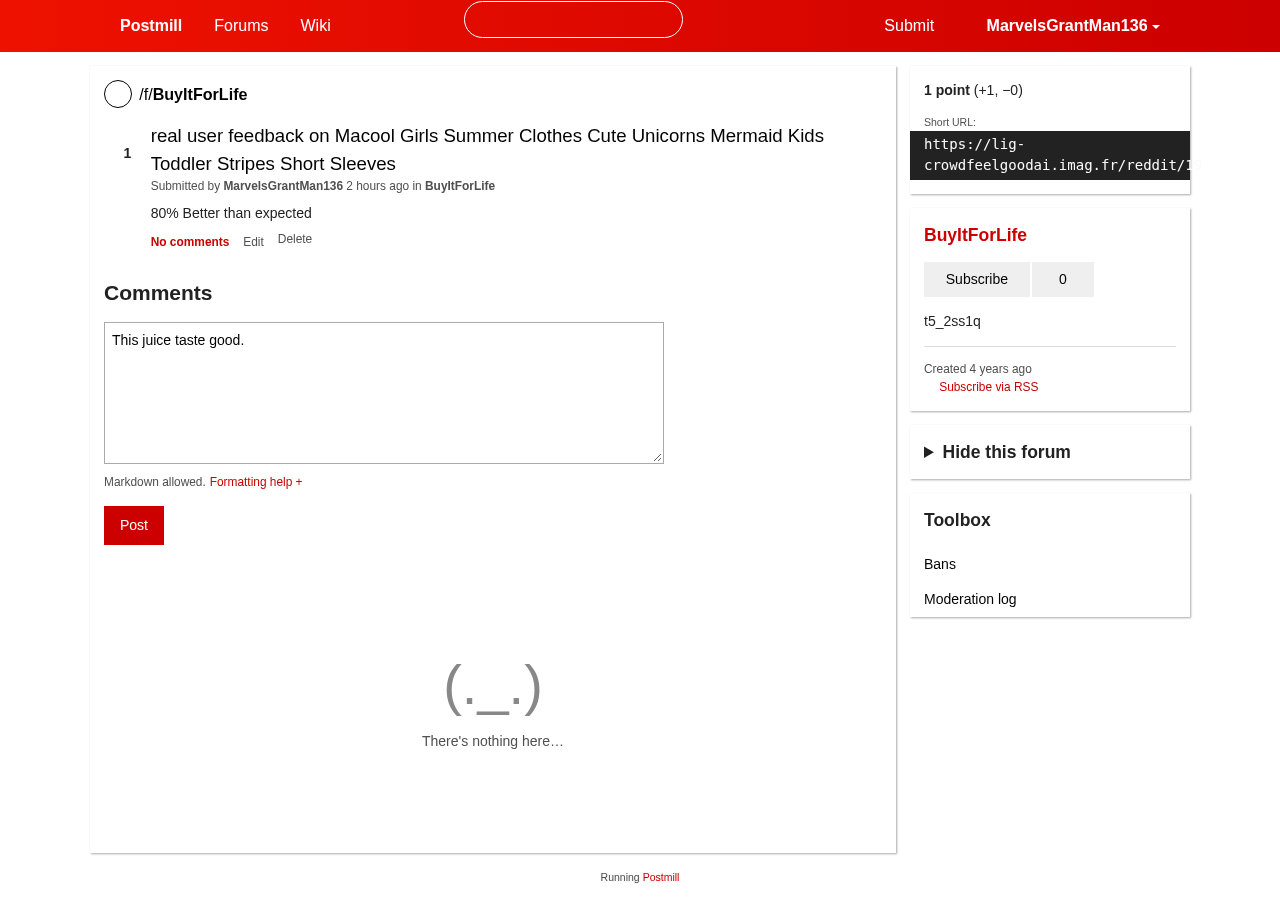 Postmill Forums Wiki Submit MarvelsGrantMan136
/f/BuyItForLife
1
real user feedback on Macool Girls Summer Clothes Cute Unicorns Mermaid Kids
Toddler Stripes Short Sleeves
Submitted by MarvelsGrantMan136 2 hours ago in BuyItForLife
80% Better than expected
No comments Edit Delete
Comments
This juice taste good.
Markdown allowed. Formatting help +
Post
(._.)
There's nothing here…
1 point (+1, −0)
Short URL:
https://lig-
crowdfeelgoodai.imag.fr/reddit/1
BuyItForLife
Subscribe 0
t5_2ss1q
Created 4 years ago
Subscribe via RSS
Hide this forum
Toolbox
Bans
Moderation log
Running Postmill